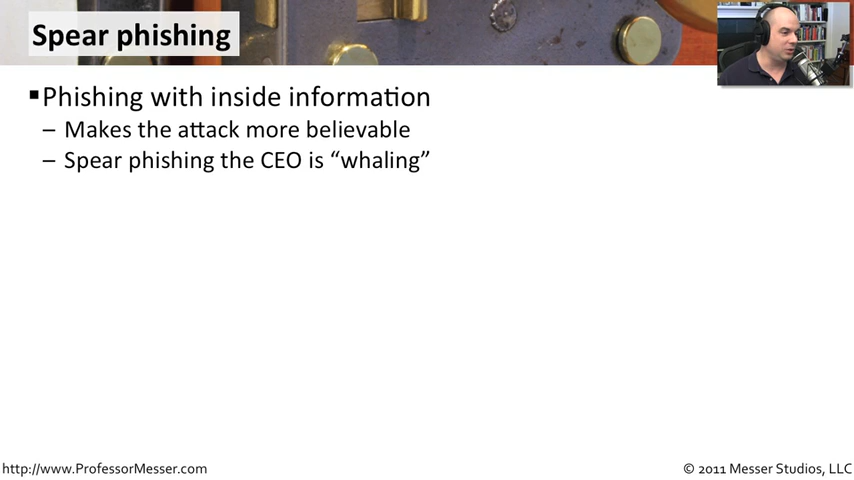 Spear phishing
▪Phishing with inside information
– Makes the attack more believable
– Spear phishing the CEO is “whaling”
http://www.ProfessorMesser.com
© 2011 Messer Studios, LLC